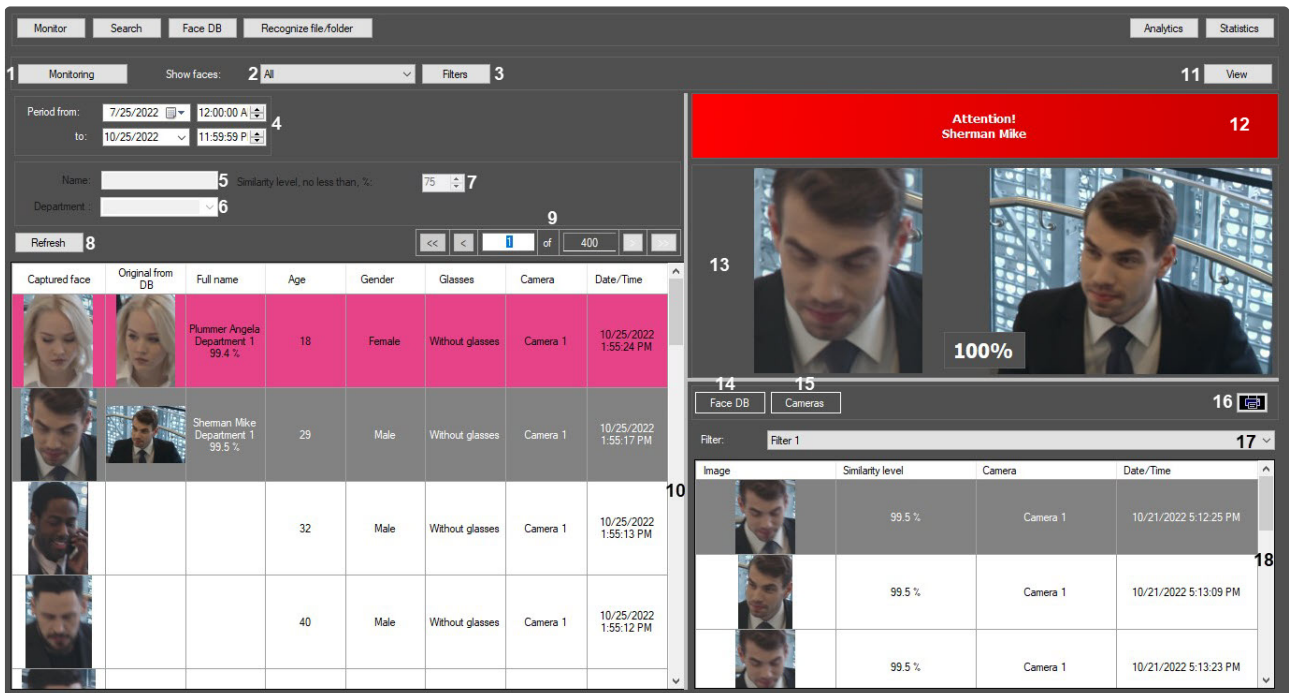 Monitor Search Face DB Recognize file/folder Analytics Statistics
1 Monitoring Show faces: 2 All Filters 3 11 View
Period from: 7/25/2022 12:00:00 A
4
to: 10/25/2022 11:59:59 P
Attention!
Sherman Mike
12
Name: 5 Similarity level, no less than, %: 75 7
Department : 6
9
Refresh 8 << < 1 of 400 > >>
13
100%
Captured face Original from DB Full name Age Gender Glasses Camera Date/Time
Plummer Angela
Department 1
99.4 %
18 Female Without glasses Camera 1 10/25/2022
1:55:24 PM
Sherman Mike
Department 1
99.5 %
29 Male Without glasses Camera 1 10/25/2022
1:55:17 PM
10
32 Male Without glasses Camera 1 10/25/2022
1:55:13 PM
40 Male Without glasses Camera 1 10/25/2022
1:55:12 PM
14 15
Face DB Cameras 16
Filter: Filter 1 17
Image Similarity level Camera Date/Time
99.5 % Camera 1 10/21/2022 5:12:25 PM
18
99.5 % Camera 1 10/21/2022 5:13:09 PM
99.5 % Camera 1 10/21/2022 5:13:23 PM